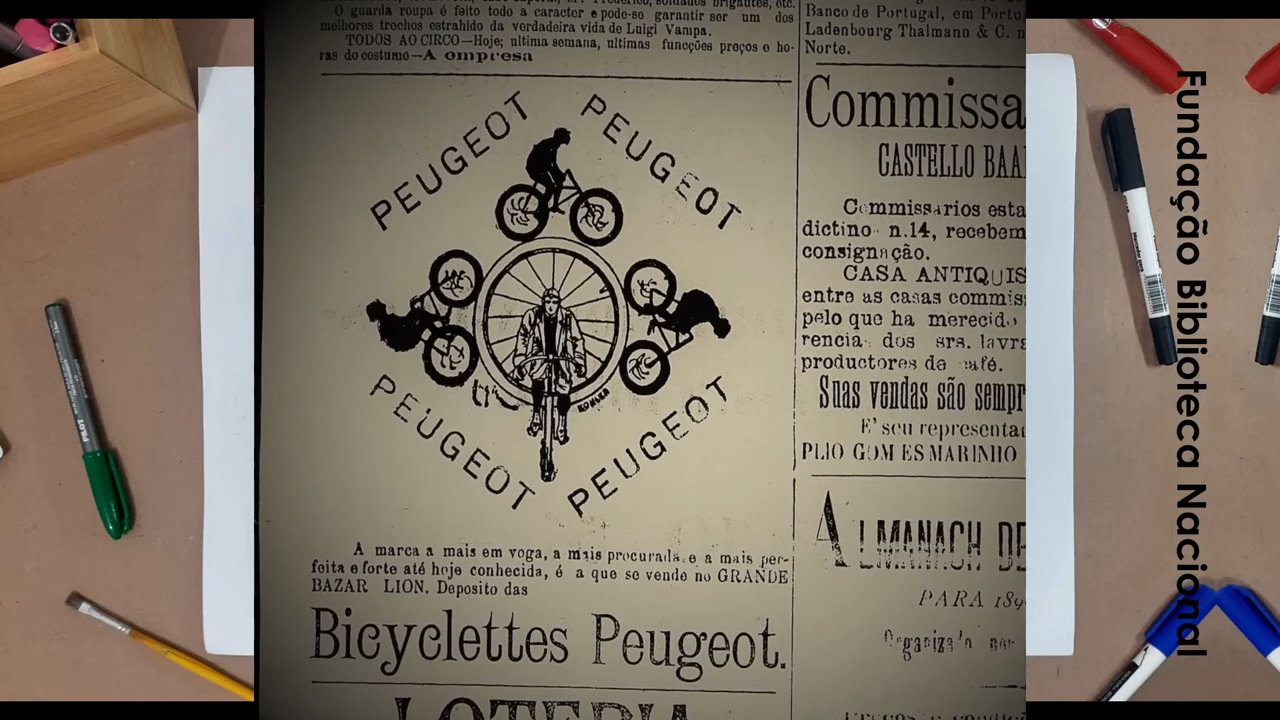 O guarda roupa é feito todo a caracter e pode-se garantir ser um dos
melhores trochos estrahido da verdadeira vida de Luigi Vampa.
TODOS AO CIRCO—Hoje; ultima semana, ultimas funcções preços e ho-
ras do costume—A empresa
PEUGEOT PEUGEOT
PEUGEOT PEUGEOT
A marca a mais em voga, a mais procurada e a mais per-
feita e forte até hoje conhecida, é a que se vende no GRANDE
BAZAR LION. Deposito das
Bicyclettes Peugeot.
LOTERIA
Banco de Portugal, em Portu
Ladenbourg Thalmann & C. n
Norte.
Commissa
CASTELLO BAA
Commissarios esta
dictino n.14, recebem
consignação.
CASA ANTIQUIS
entre as casas commis
pelo que ha merecid
rencia dos srs. lavra
productores de café.
Suas vendas são sempr
E' seu representa
PLIO GOMES MARINHO
ALMANACH DE
PARA 189
Fundação Biblioteca Nacional